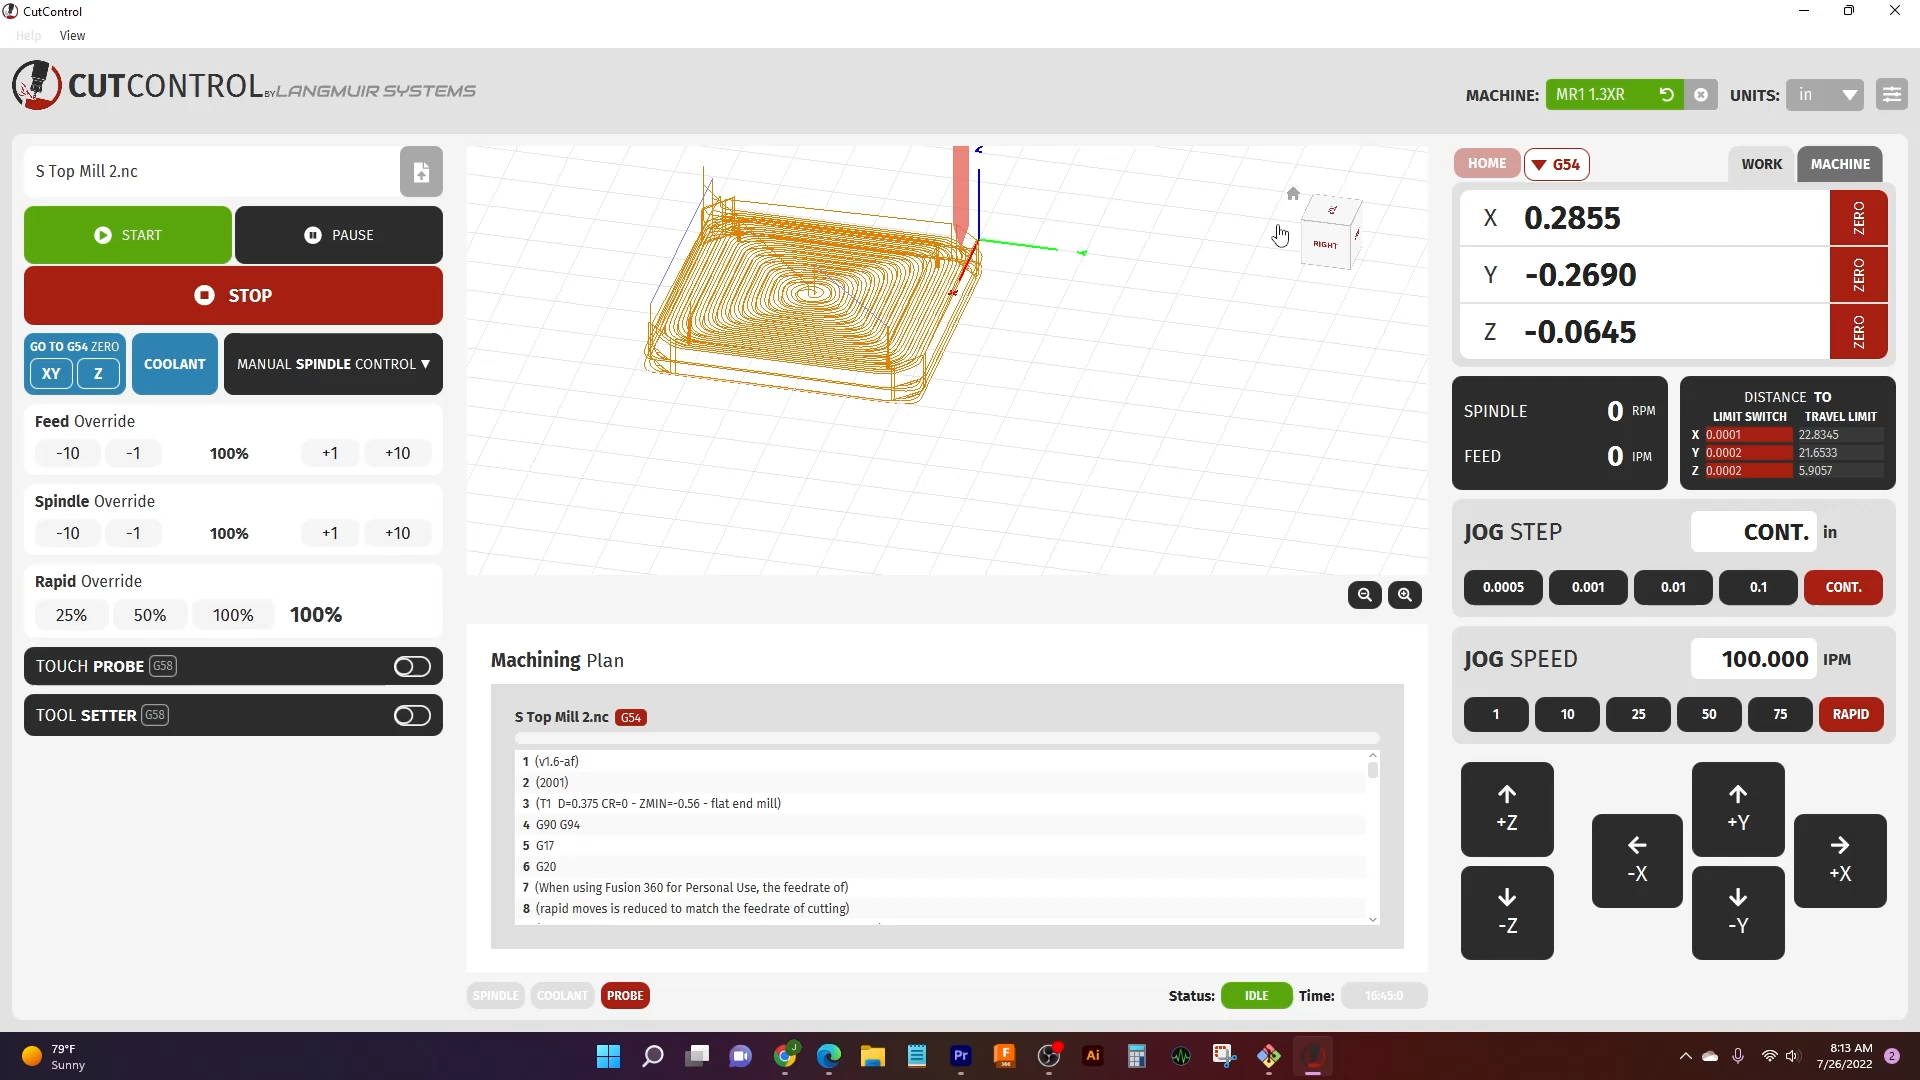 CutControl
Help View
CUTCONTROL BY LANGMUIR SYSTEMS
MACHINE: MR1 1.3XR UNITS: in
S Top Mill 2.nc
START PAUSE
STOP
GO TO G54 ZERO
XY Z
COOLANT
MANUAL SPINDLE CONTROL ▼
Feed Override
-10 -1 100% +1 +10
Spindle Override
-10 -1 100% +1 +10
Rapid Override
25% 50% 100% 100%
TOUCH PROBE G58
TOOL SETTER G58
RIGHT
Machining Plan
S Top Mill 2.nc G54
1 (v1.6-af)
2 (2001)
3 (T1 D=0.375 CR=0 - ZMIN=-0.56 - flat end mill)
4 G90 G94
5 G17
6 G20
7 (When using Fusion 360 for Personal Use, the feedrate of)
8 (rapid moves is reduced to match the feedrate of cutting)
SPINDLE COOLANT PROBE
Status: IDLE Time: 16:45:0
HOME G54 WORK MACHINE
X 0.2855 ZERO
Y -0.2690 ZERO
Z -0.0645 ZERO
SPINDLE 0 RPM
FEED 0 IPM
DISTANCE TO
LIMIT SWITCH TRAVEL LIMIT
X 0.0001 22.8345
Y 0.0002 21.6533
Z 0.0002 5.9057
JOG STEP CONT. in
0.0005 0.001 0.01 0.1 CONT.
JOG SPEED 100.000 IPM
1 10 25 50 75 RAPID
+Z +Y
-X +X
-Z -Y
79°F
Sunny
Pr F Ai
8:13 AM
7/26/2022 2